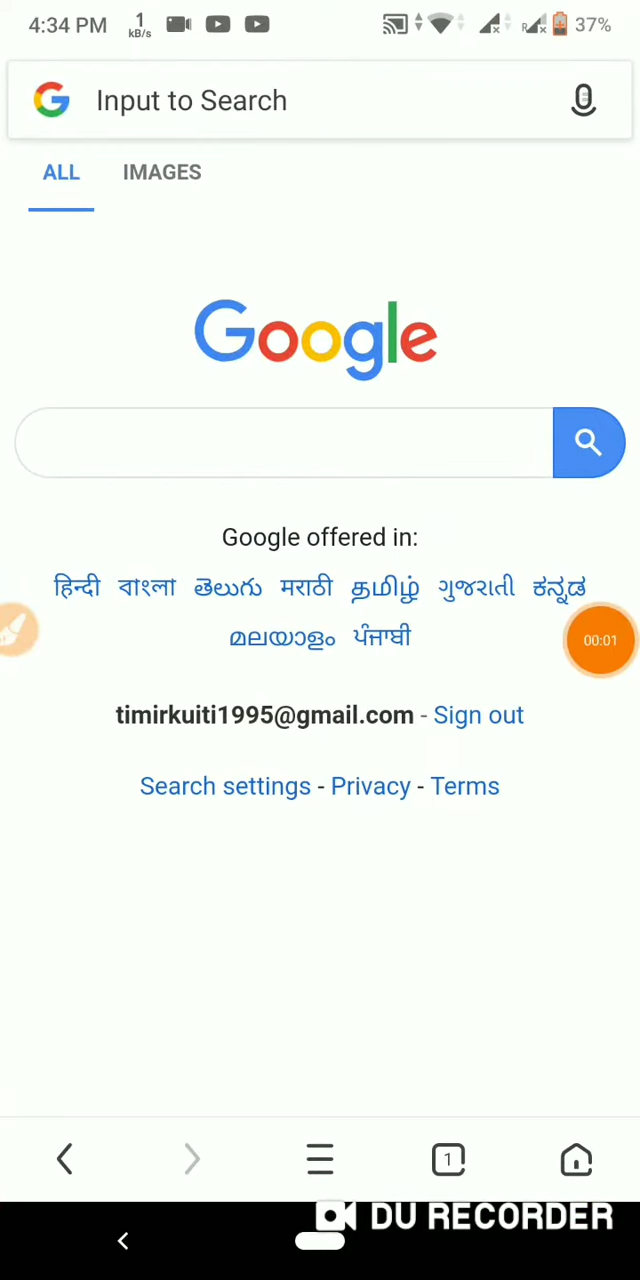 4:34 PM 1 kB/s R 37%
G Input to Search
ALL IMAGES
Google
Google offered in:
हिन्दी বাংলা తెలుగు मराठी தமிழ் ગુજરાતી ಕನ್ನಡ
മലയാളം ਪੰਜਾਬੀ
00:01
timirkuiti1995@gmail.com - Sign out
Search settings - Privacy - Terms
1
DU RECORDER